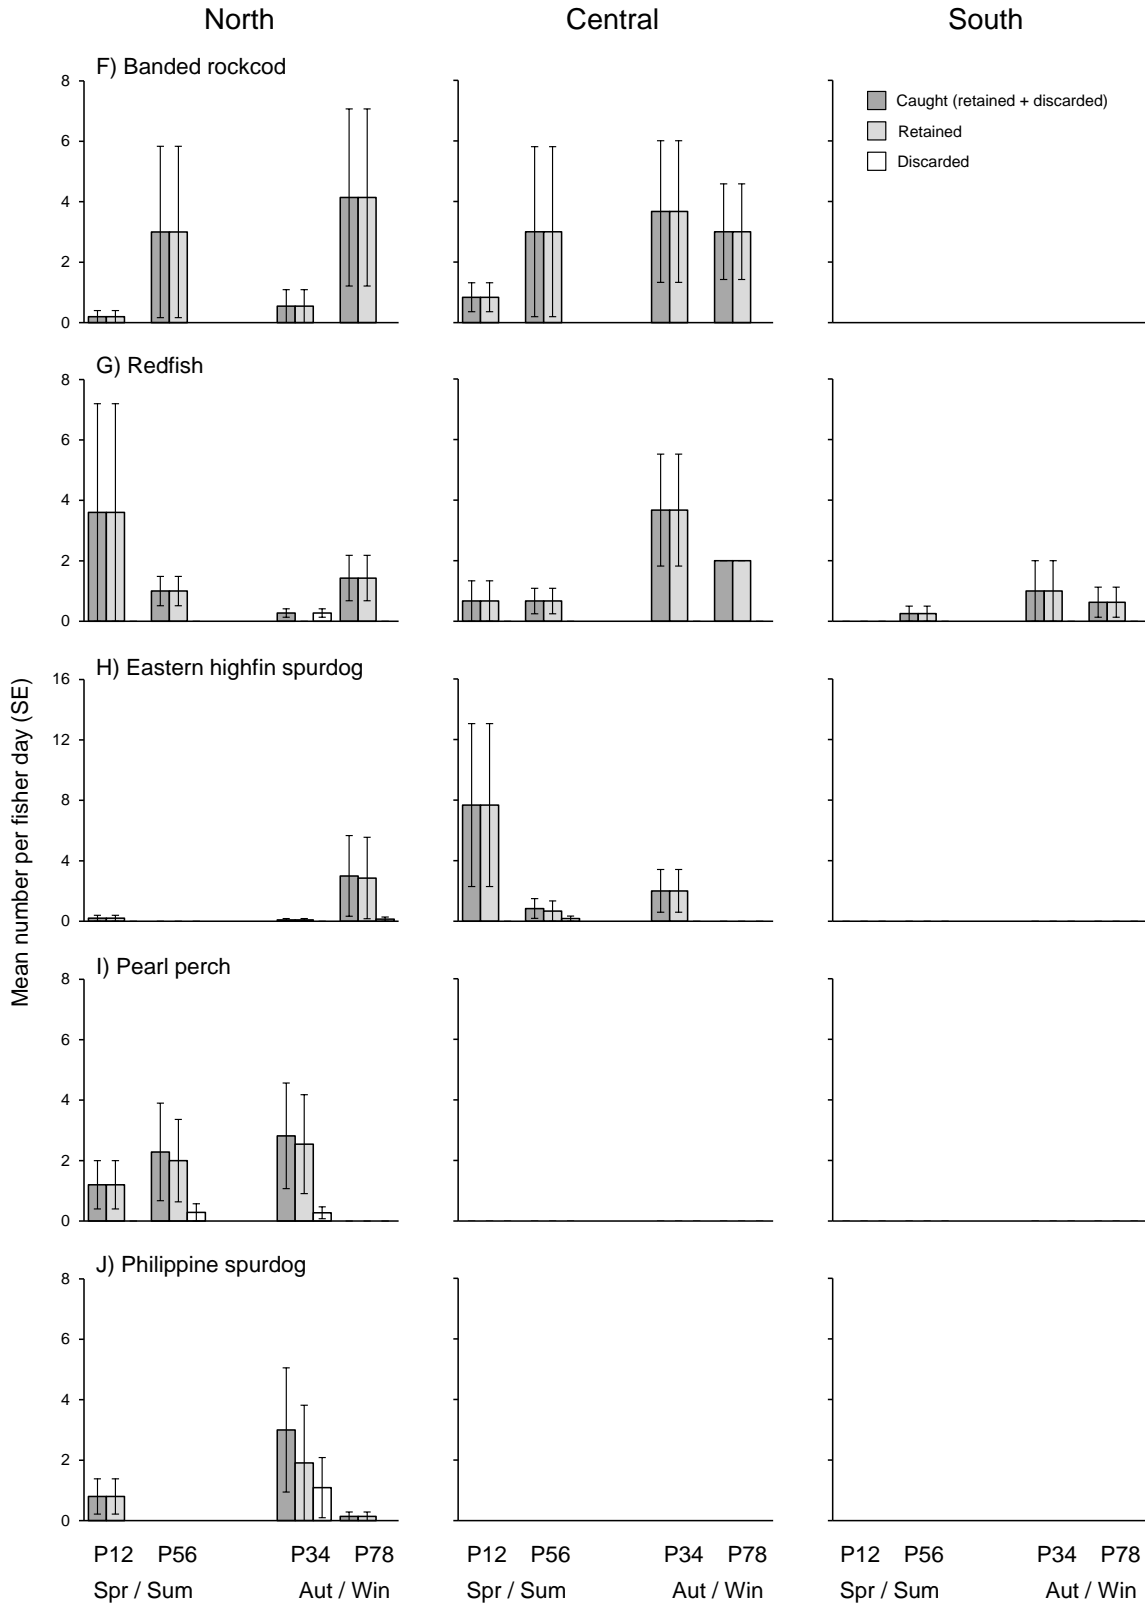 North Central South
F) Banded rockcod
8
6
4
2
0
Caught (retained + discarded)
Retained
Discarded
G) Redfish
8
6
4
2
0
H) Eastern highfin spurdog
16
12
8
4
0
Mean number per fisher day (SE)
I) Pearl perch
8
6
4
2
0
J) Philippine spurdog
8
6
4
2
0
P12 P56 P34 P78 P12 P56 P34 P78 P12 P56 P34 P78
Spr / Sum Aut / Win Spr / Sum Aut / Win Spr / Sum Aut / Win